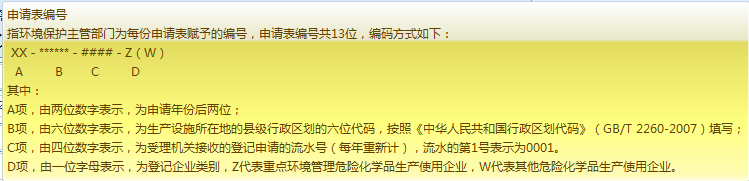 申请表编号
指环境保护主管部门为每份申请表赋予的编号，申请表编号共13位，编码方式如下：
XX - ****** - #### - Z（W）
A B C D
其中：
A项，由两位数字表示，为申请年份后两位；
B项，由六位数字表示，为生产设施所在地的县级行政区划的六位代码，按照《中华人民共和国行政区划代码》（GB/T 2260-2007）填写；
C项，由四位数字表示，为受理机关接收的登记申请的流水号（每年重新计），流水的第1号表示为0001。
D项，由一位字母表示，为登记企业类别，Z代表重点环境管理危险化学品生产使用企业，W代表其他危险化学品生产使用企业。